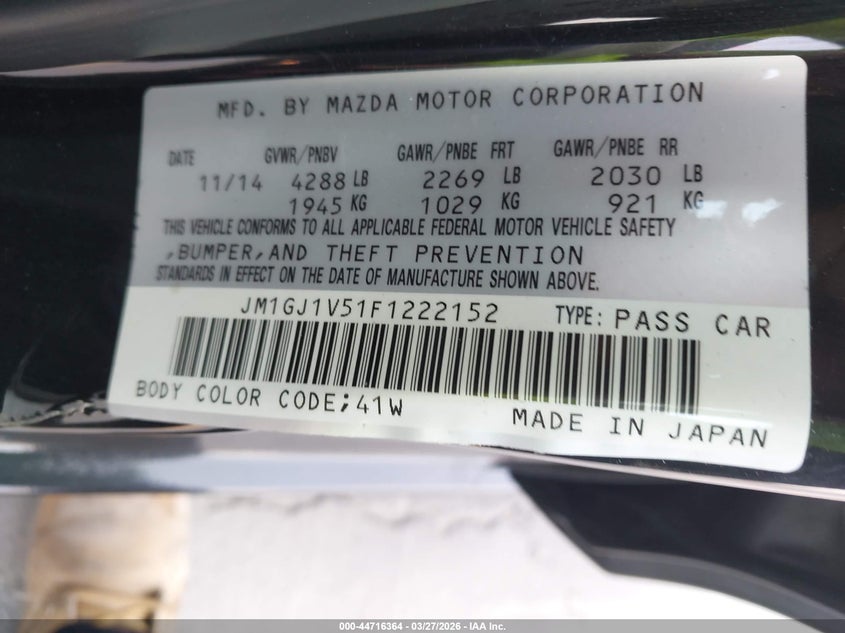 MFD. BY MAZDA MOTOR CORPORATION
DATE GVWR/PNBV GAWR/PNBE FRT GAWR/PNBE RR
11/14 4288 LB 2269 LB 2030 LB
1945 KG 1029 KG 921 KG
THIS VEHICLE CONFORMS TO ALL APPLICABLE FEDERAL MOTOR VEHICLE SAFETY
,BUMPER,AND THEFT PREVENTION
STANDARDS IN EFFECT ON THE DATE OF MANUFACTURE SHOWN ABOVE.
JM1GJ1V51F1222152 TYPE: PASS CAR
BODY COLOR CODE;41W MADE IN JAPAN
000-44716364 | 03/27/2026 - IAA Inc.